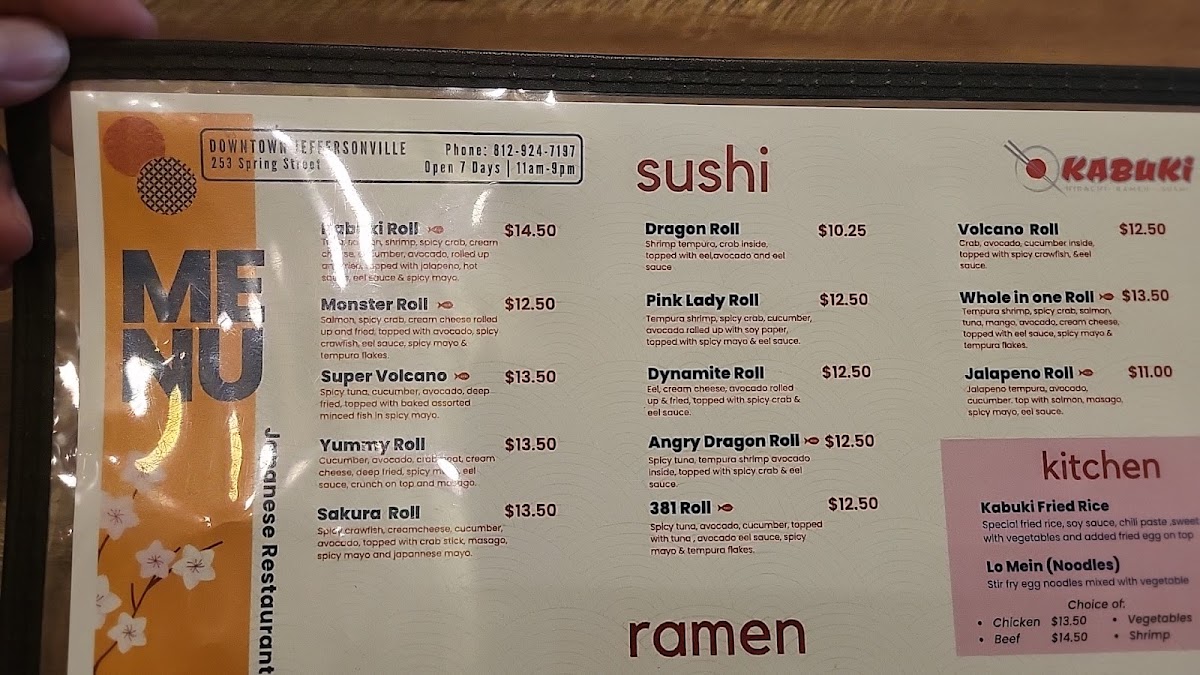 DOWNTOWN JEFFERSONVILLE
253 Spring Street
Phone: 812-924-7197
Open 7 Days | 11am-9pm
MENU
Japanese Restaurant
sushi
KABUKI
HIBACHI RAMEN SUSHI
Kabuki Roll $14.50
Tuna, salmon, shrimp, spicy crab, cream
cheese, cucumber, avocado, rolled up
and fried, topped with jalapeno, hot
sauce, eel sauce & spicy mayo.
Monster Roll $12.50
Salmon, spicy crab, cream cheese rolled
up and fried, topped with avocado, spicy
crawfish, eel sauce, spicy mayo &
tempura flakes.
Super Volcano $13.50
Spicy tuna, cucumber, avocado, deep
fried, topped with baked assorted
minced fish in spicy mayo.
Yummy Roll $13.50
Cucumber, avocado, crab meat, cream
cheese, deep fried, spicy mayo, eel
sauce, crunch on top and masago.
Sakura Roll $13.50
Spicy crawfish, creamcheese, cucumber,
avocado, topped with crab stick, masago,
spicy mayo and japannese mayo.
Dragon Roll $10.25
Shrimp tempura, crab inside,
topped with eel,avocado and eel
sauce
Pink Lady Roll $12.50
Tempura shrimp, spicy crab, cucumber,
avocado rolled up with soy paper,
topped with spicy mayo & eel sauce.
Dynamite Roll $12.50
Eel, cream cheese, avocado rolled
up & fried, topped with spicy crab &
eel sauce.
Angry Dragon Roll $12.50
Spicy tuna, tempura shrimp avocado
inside, topped with spicy crab & eel
sauce.
381 Roll $12.50
Spicy tuna, avocado, cucumber, topped
with tuna , avocado eel sauce, spicy
mayo & tempura flakes.
Volcano Roll $12.50
Crab, avocado, cucumber inside,
topped with spicy crawfish, &eel
sauce.
Whole in one Roll $13.50
Tempura shrimp, spicy crab, salmon,
tuna, mango, avocado, cream cheese,
topped with eel sauce, spicy mayo &
tempura flakes.
Jalapeno Roll $11.00
Jalapeno tempura, avocado,
cucumber. top with salmon, masago,
spicy mayo, eel sauce.
kitchen
Kabuki Fried Rice
Special fried rice, soy sauce, chili paste ,sweet
with vegetables and added fried egg on top
Lo Mein (Noodles)
Stir fry egg noodles mixed with vegetable
Choice of:
• Chicken $13.50 • Vegetables
• Beef $14.50 • Shrimp
ramen